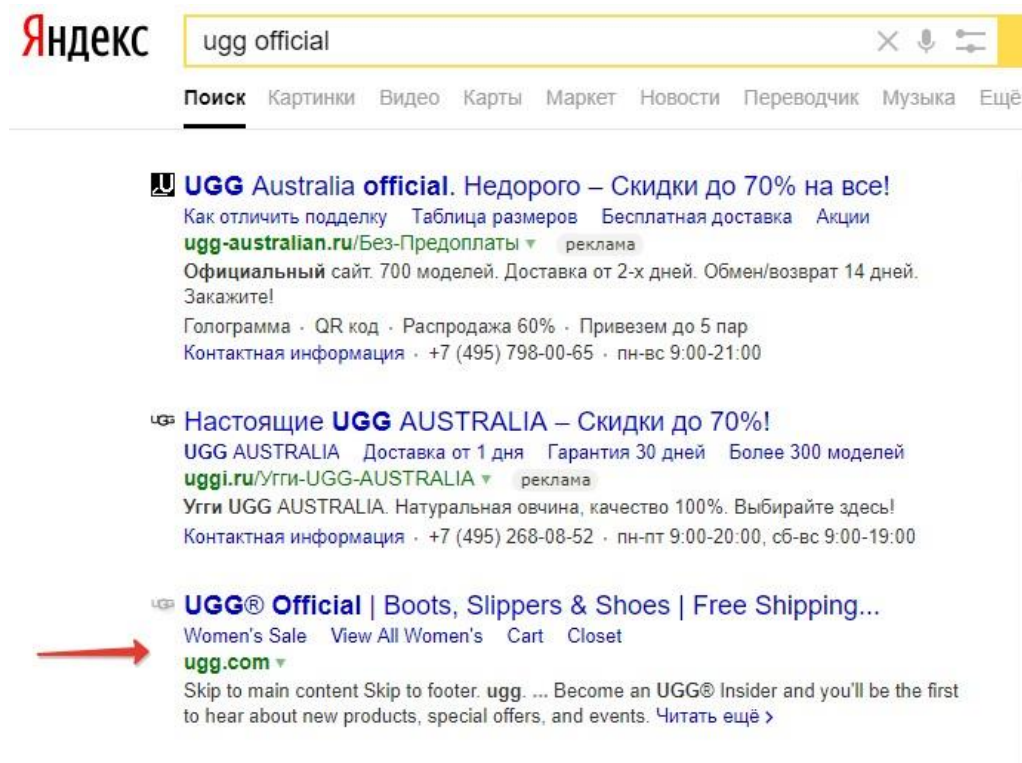 Яндекс
ugg official
Поиск Картинки Видео Карты Маркет Новости Переводчик Музыка Ещё
UGG Australia official. Недорого – Скидки до 70% на все!
Как отличить подделку Таблица размеров Бесплатная доставка Акции
ugg-australian.ru/Без-Предоплаты реклама
Официальный сайт. 700 моделей. Доставка от 2-х дней. Обмен/возврат 14 дней.
Закажите!
Голограмма · QR код · Распродажа 60% · Привезем до 5 пар
Контактная информация · +7 (495) 798-00-65 · пн-вс 9:00-21:00
UGG Настоящие UGG AUSTRALIA – Скидки до 70%!
UGG AUSTRALIA Доставка от 1 дня Гарантия 30 дней Более 300 моделей
uggi.ru/Угги-UGG-AUSTRALIA реклама
Угги UGG AUSTRALIA. Натуральная овчина, качество 100%. Выбирайте здесь!
Контактная информация · +7 (495) 268-08-52 · пн-пт 9:00-20:00, сб-вс 9:00-19:00
UGG UGG® Official | Boots, Slippers & Shoes | Free Shipping...
Women's Sale View All Women's Cart Closet
ugg.com
Skip to main content Skip to footer. ugg. ... Become an UGG® Insider and you'll be the first
to hear about new products, special offers, and events. Читать ещё >